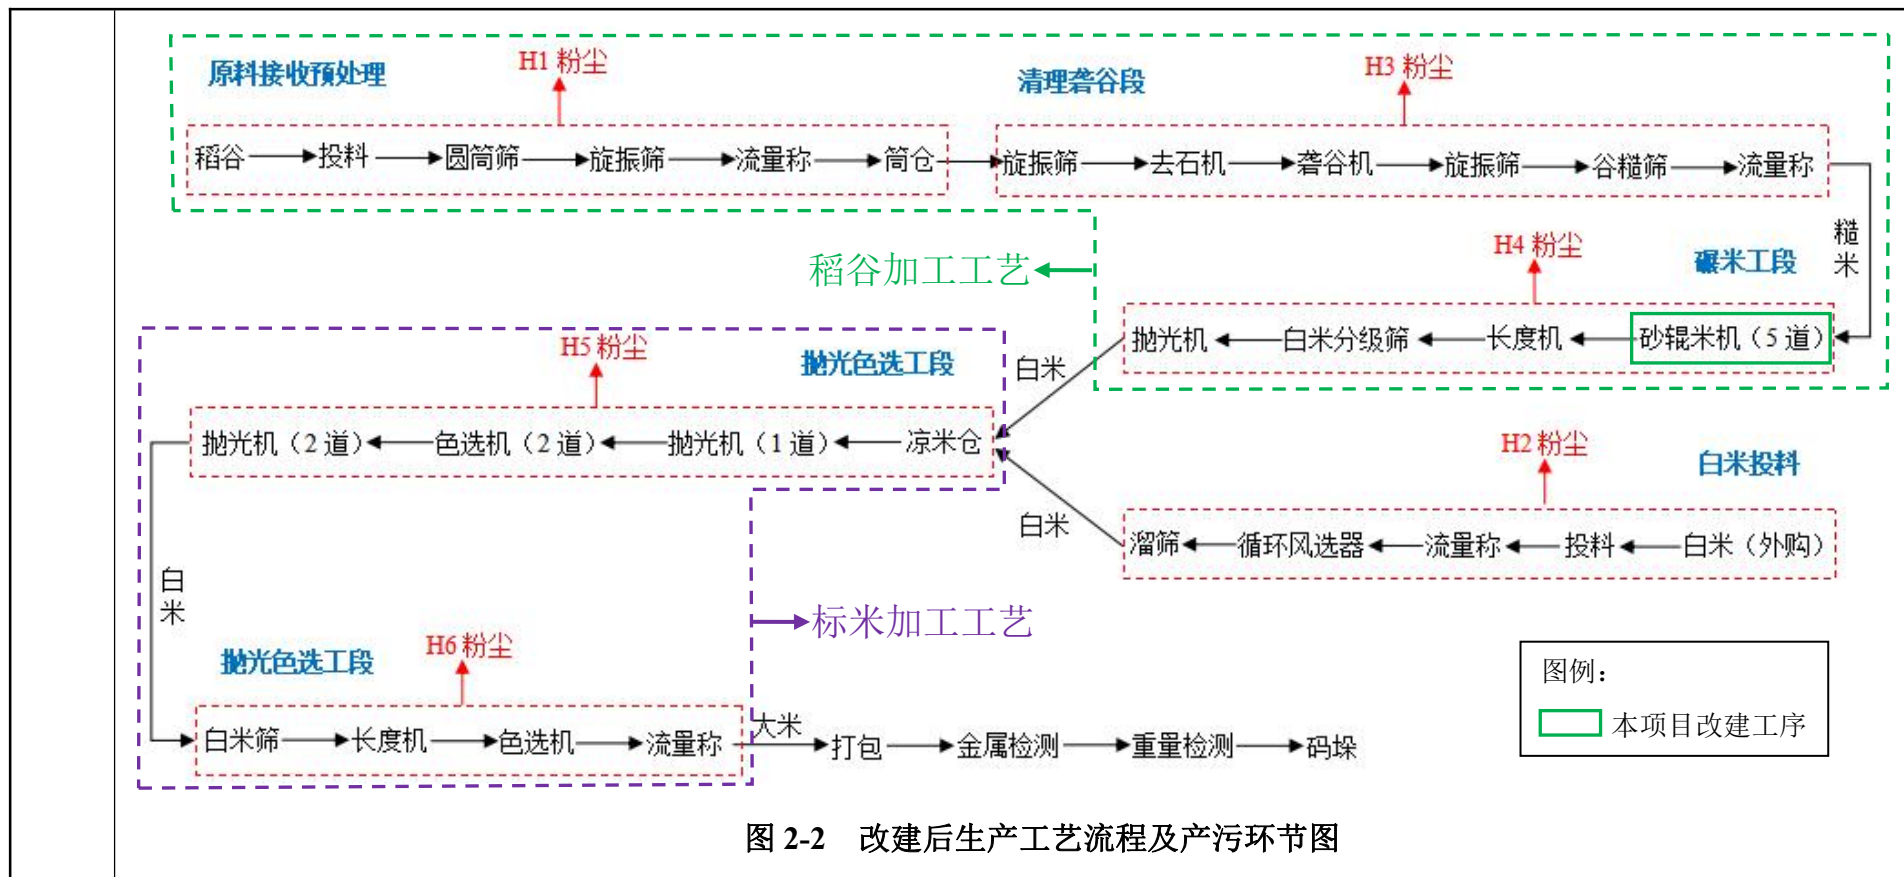 原料接收預处理
H1 粉尘
清理砻谷段
H3 粉尘
稻谷 投料 圆筒筛 旋振筛 流量称 筒仓 旋振筛 去石机 砻谷机 旋振筛 谷糙筛 流量称
糙米
稻谷加工工艺
H4 粉尘
碾米工段
抛光机 白米分级筛 长度机 砂辊米机（5 道）
白米
H5 粉尘
抛光色选工段
抛光机（2 道） 色选机（2 道） 抛光机（1 道） 凉米仓
H2 粉尘
白米投料
白米
溜筛 循环风选器 流量称 投料 白米（外购）
白米
标米加工工艺
抛光色选工段
H6 粉尘
白米筛 长度机 色选机 流量称 大米 打包 金属检测 重量检测 码垛
图例：
本项目改建工序
图 2-2 改建后生产工艺流程及产污环节图